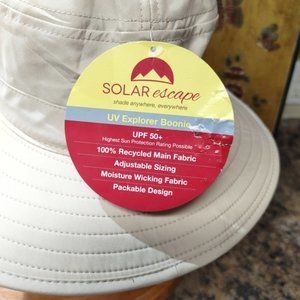 SOLAR escape
shade anywhere, everywhere
UV Explorer Boonie
UPF 50+
Highest Sun Protection Rating Possible
100% Recycled Main Fabric
Adjustable Sizing
Moisture Wicking Fabric
Packable Design